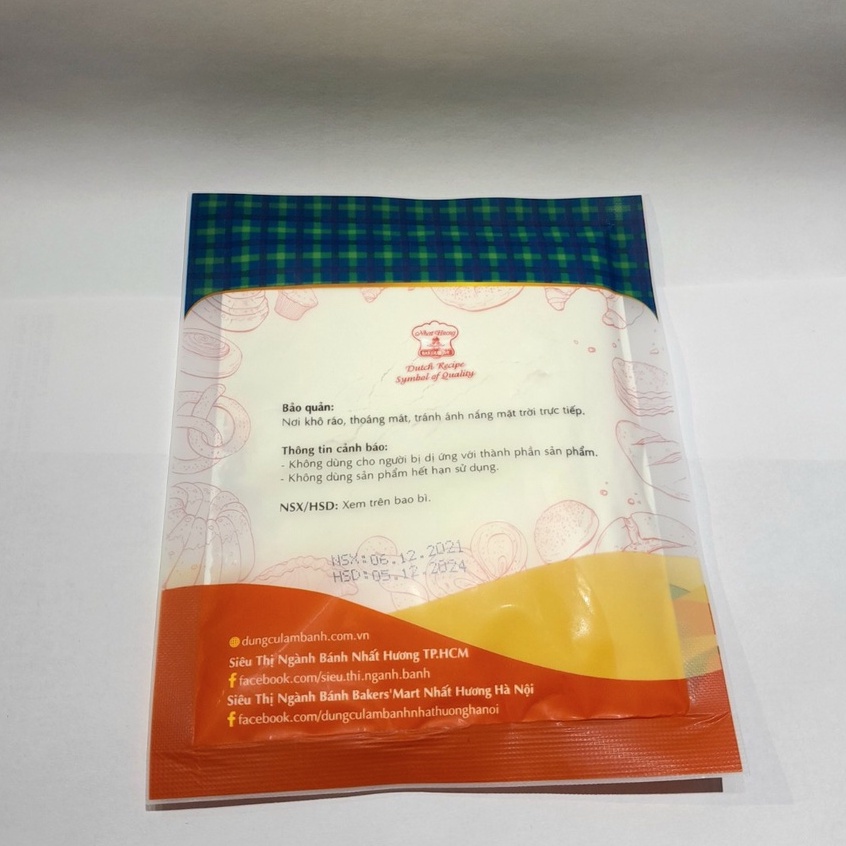 Nhất Hương
Dutch Recipe
Symbol of Quality
Bảo quản:
Nơi khô ráo, thoáng mát, tránh ánh nắng mặt trời trực tiếp.
Thông tin cảnh báo:
- Không dùng cho người bị dị ứng với thành phần sản phẩm.
- Không dùng sản phẩm hết hạn sử dụng.
NSX/HSD: Xem trên bao bì.
NSX:06.12.2021
HSD:05.12.2024
dungculambanh.com.vn
Siêu Thị Ngành Bánh Nhất Hương TP.HCM
facebook.com/sieu.thi.nganh.banh
Siêu Thị Ngành Bánh Bakers'Mart Nhất Hương Hà Nội
facebook.com/dungculambanhnhathuonghanoi